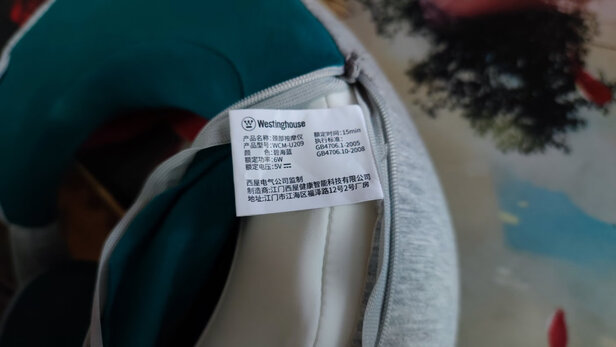 Westinghouse
产品名称:颈部按摩仪
产品型号:WCM-U209
颜 色:碧海蓝
额定功率:6W
额定电压:5V⎓
额定时间:15min
执行标准:
GB4706.1-2005
GB4706.10-2008
西屋电气公司监制
制造商:江门西屋健康智能科技有限公司
地址:江门市江海区福泽路12号2号厂房